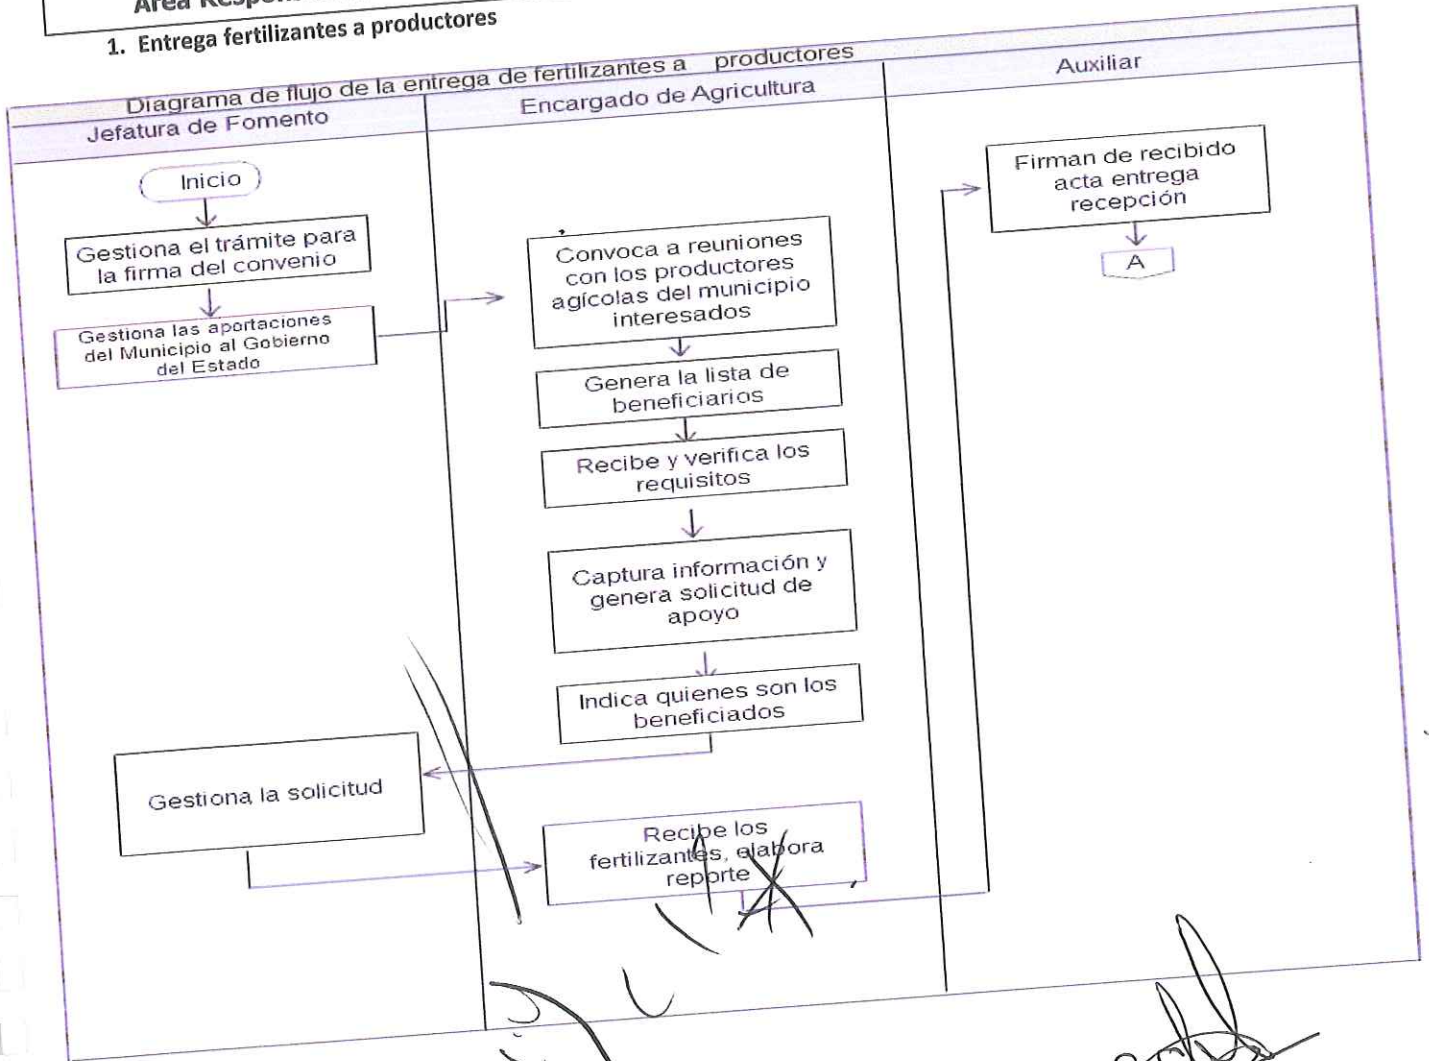 Área
1. Entrega fertilizantes a productores
Diagrama de flujo de la entrega de fertilizantes a productores
Jefatura de Fomento
Encargado de Agricultura
Auxiliar
Inicio
Gestiona el trámite para
la firma del convenio
Gestiona las aportaciones
del Municipio al Gobierno
del Estado
Convoca a reuniones
con los productores
agícolas del municipio
interesados
Genera la lista de
beneficiarios
Recibe y verifica los
requisitos
Captura información y
genera solicitud de
apoyo
Indica quienes son los
beneficiados
Gestiona la solicitud
Recibe los
fertilizantes, elabora
reporte
Firman de recibido
acta entrega
recepción
A